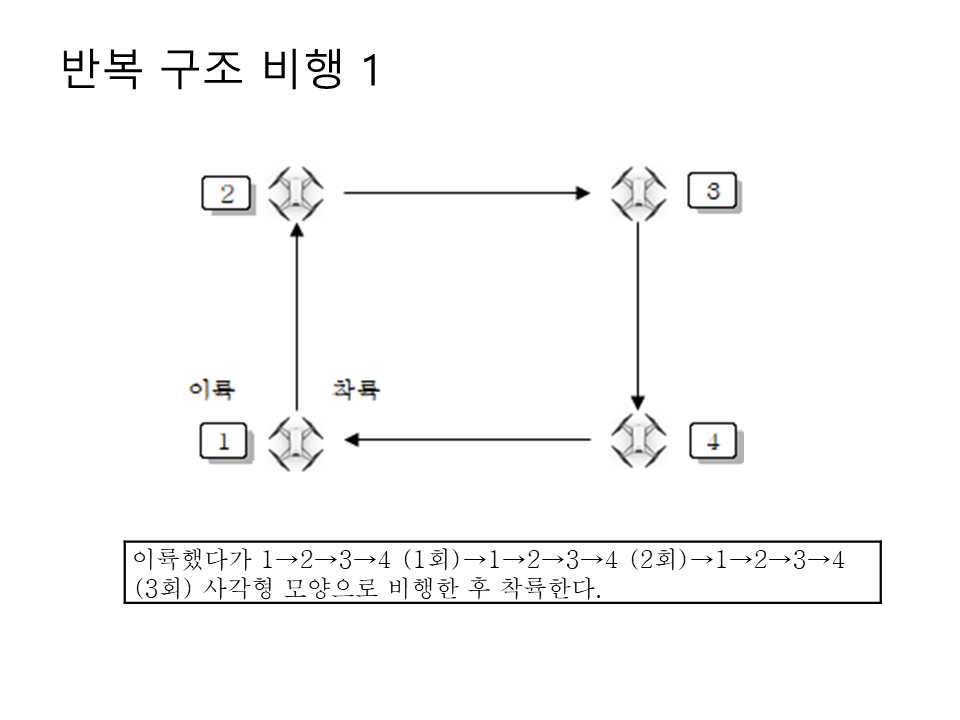 반복 구조 비행 1
2
3
이륙
착륙
1
4
이륙했다가 1→2→3→4 (1회)→1→2→3→4 (2회)→1→2→3→4
(3회) 사각형 모양으로 비행한 후 착륙한다.